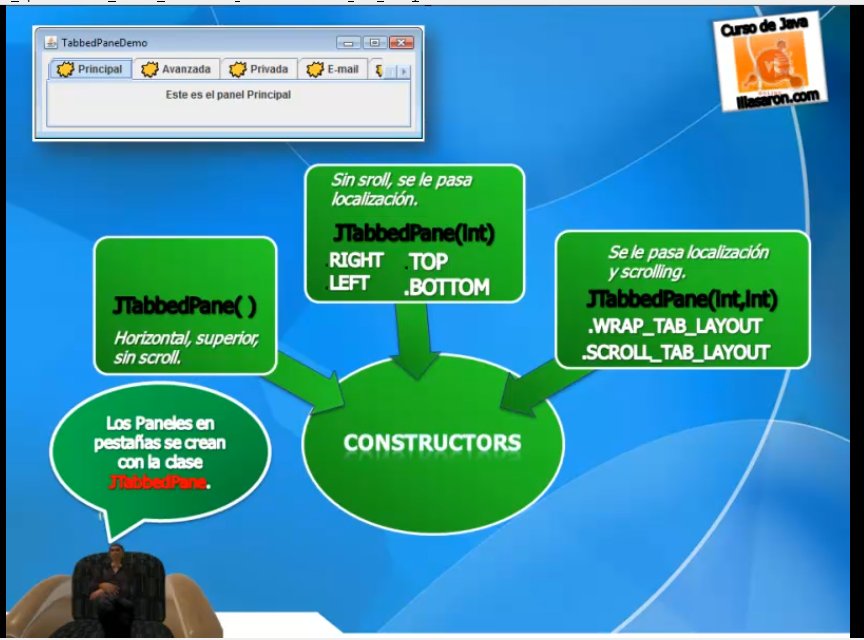 TabbedPaneDemo
Principal
Avanzada
Privada
E-mail
Este es el panel Principal
Curso de Java
illasaron.com
Sin sroll, se le pasa
localización.
JTabbedPane(int)
.RIGHT .TOP
.LEFT .BOTTOM
Se le pasa localización
y scrolling.
JTabbedPane(int,int)
.WRAP_TAB_LAYOUT
.SCROLL_TAB_LAYOUT
JTabbedPane( )
Horizontal, superior,
sin scroll.
CONSTRUCTORS
Los Paneles en
pestañas se crean
con la clase
JTabbedPane.